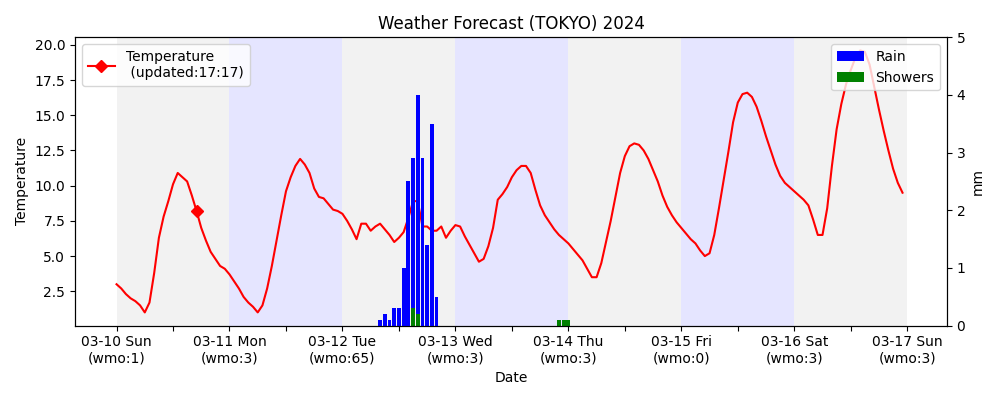 Weather Forecast (TOKYO) 2024
Temperature
(updated:17:17)
Rain
Showers
20.0
17.5
15.0
12.5
10.0
7.5
5.0
2.5
Temperature
5
4
3
2
1
0
mm
03-10 Sun
(wmo:1)
03-11 Mon
(wmo:3)
03-12 Tue
(wmo:65)
03-13 Wed
(wmo:3)
03-14 Thu
(wmo:3)
03-15 Fri
(wmo:0)
03-16 Sat
(wmo:3)
03-17 Sun
(wmo:3)
Date